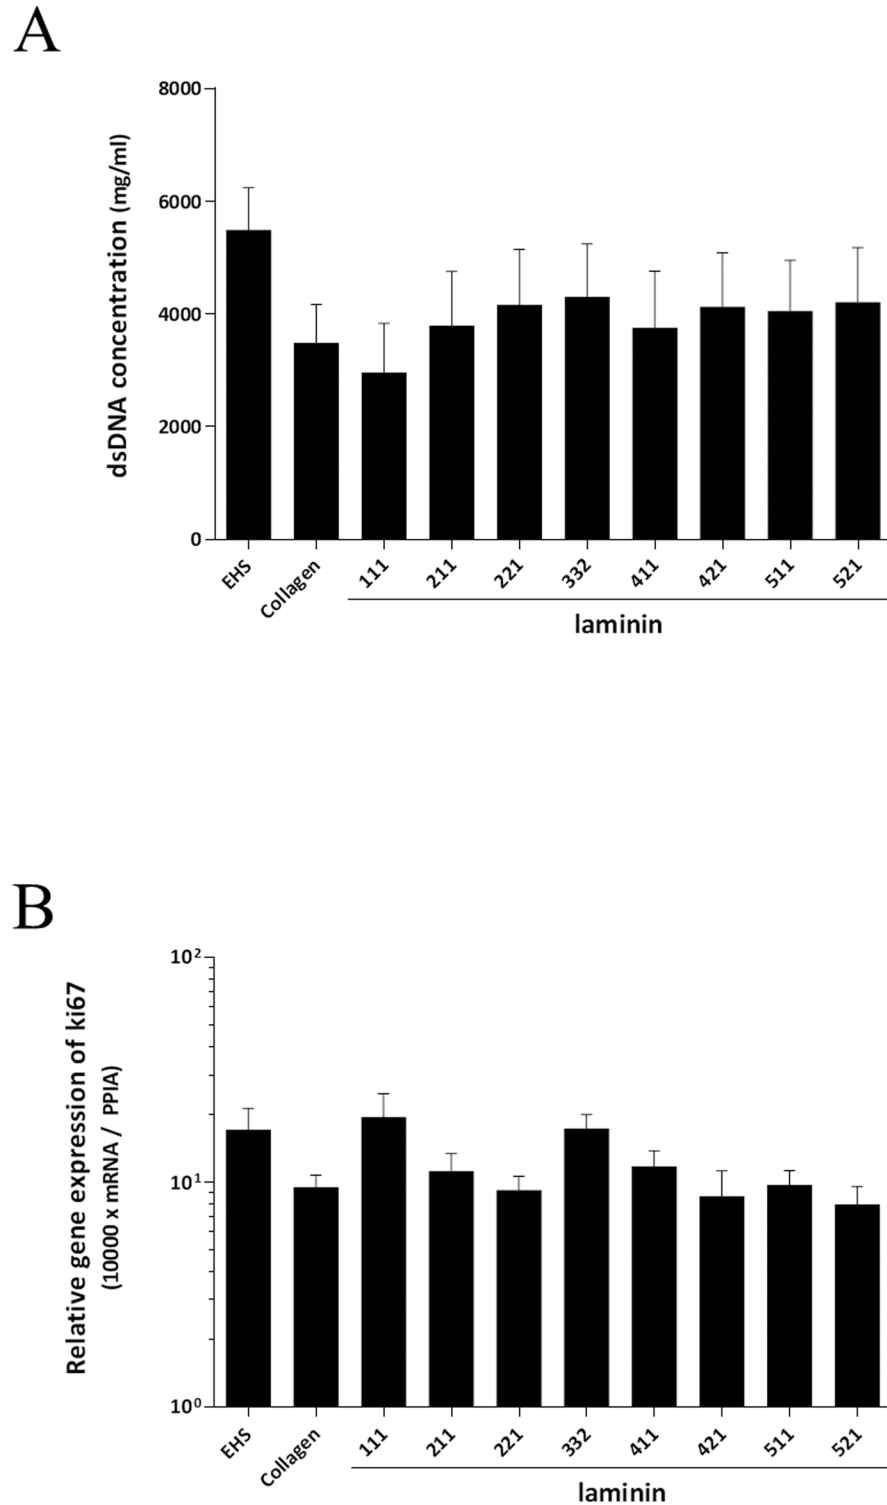 A
dsDNA concentration (mg/ml)
8000
6000
4000
2000
0
EHS
Collagen
111
211
221
332
411
421
511
521
laminin
B
Relative gene expression of ki67
(10000 x mRNA / PPIA)
10²
10¹
10⁰
EHS
Collagen
111
211
221
332
411
421
511
521
laminin